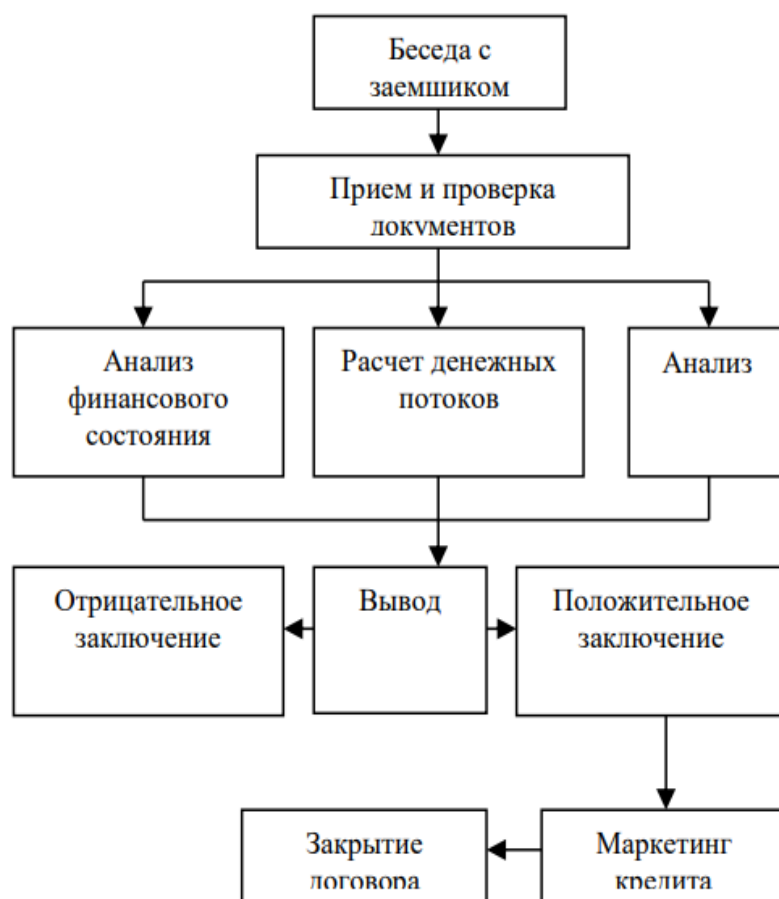 Беседа с
заемшиком
Прием и проверка
документов
Анализ
финансового
состояния
Расчет денежных
потоков
Анализ
Отрицательное
заключение
Вывод
Положительное
заключение
Закрытие
договора
Маркетинг
кредита